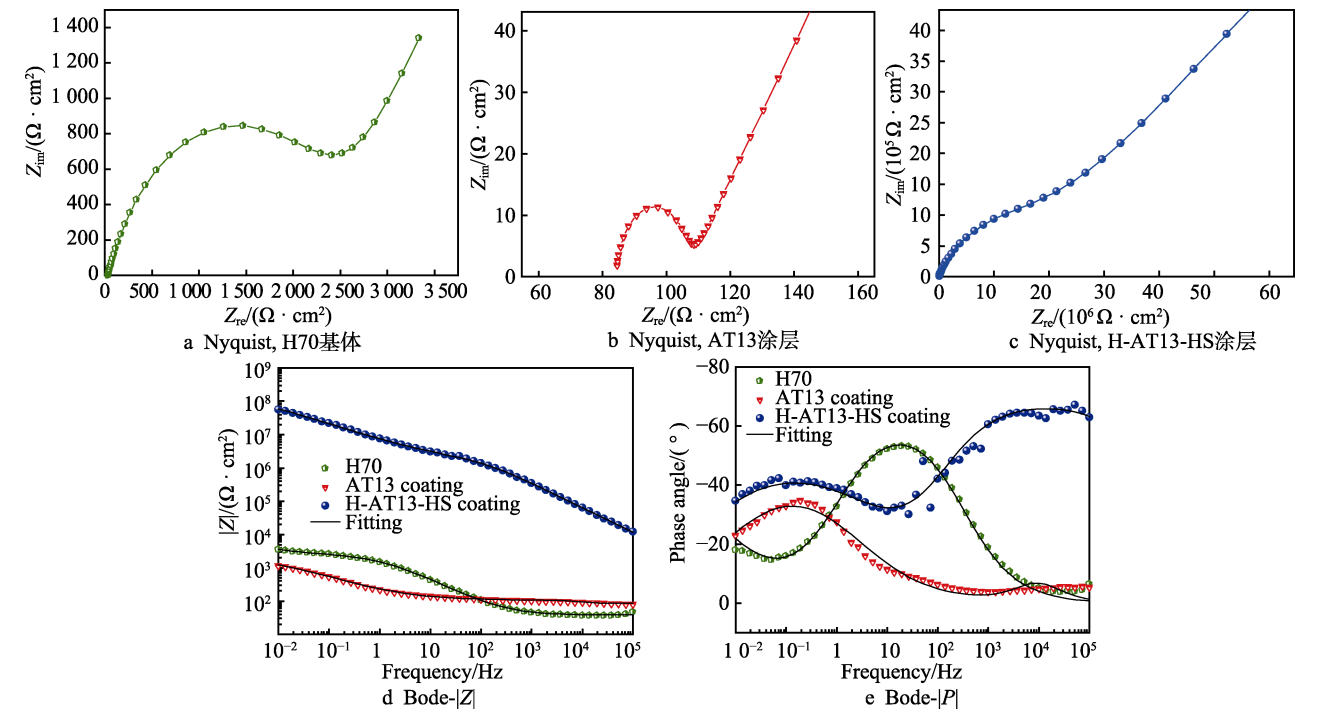 1 400
1 200
1 000
800
600
400
200
0
Zim/(Ω · cm²)
0 500 1 000 1 500 2 000 2 500 3 000 3 500
Zre/(Ω · cm²)
a Nyquist, H70基体
40
30
20
10
0
Zim/(Ω · cm²)
60 80 100 120 140 160
Zre/(Ω · cm²)
b Nyquist, AT13涂层
40
35
30
25
20
10
10
5
0
Zim/(10⁵ Ω · cm²)
0 10 20 30 40 50 60
Zre/(10⁶ Ω · cm²)
c Nyquist, H-AT13-HS涂层
10⁹
10⁸
10⁷
10⁶
10⁵
10⁴
10³
10²
|Z|/(Ω · cm²)
H70
AT13 coating
H-AT13-HS coating
Fitting
10⁻² 10⁻¹ 1 10 10² 10³ 10⁴ 10⁵
Frequency/Hz
d Bode-|Z|
−80
−60
−40
−20
0
Phase angle/(°)
H70
AT13 coating
H-AT13-HS coating
Fitting
1 0⁻² 10⁻¹ 1 10 10² 10³ 10⁴ 10⁵
Frequency/Hz
e Bode-|P|